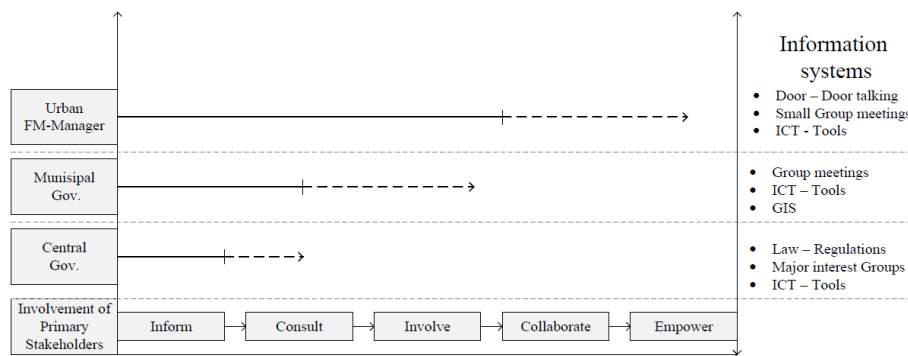 Information
systems
Urban
FM-Manager
• Door – Door talking
• Small Group meetings
• ICT - Tools
Munisipal
Gov.
• Group meetings
• ICT – Tools
• GIS
Central
Gov.
• Law – Regulations
• Major interest Groups
• ICT – Tools
Involvement of
Primary
Stakeholders
Inform
Consult
Involve
Collaborate
Empower